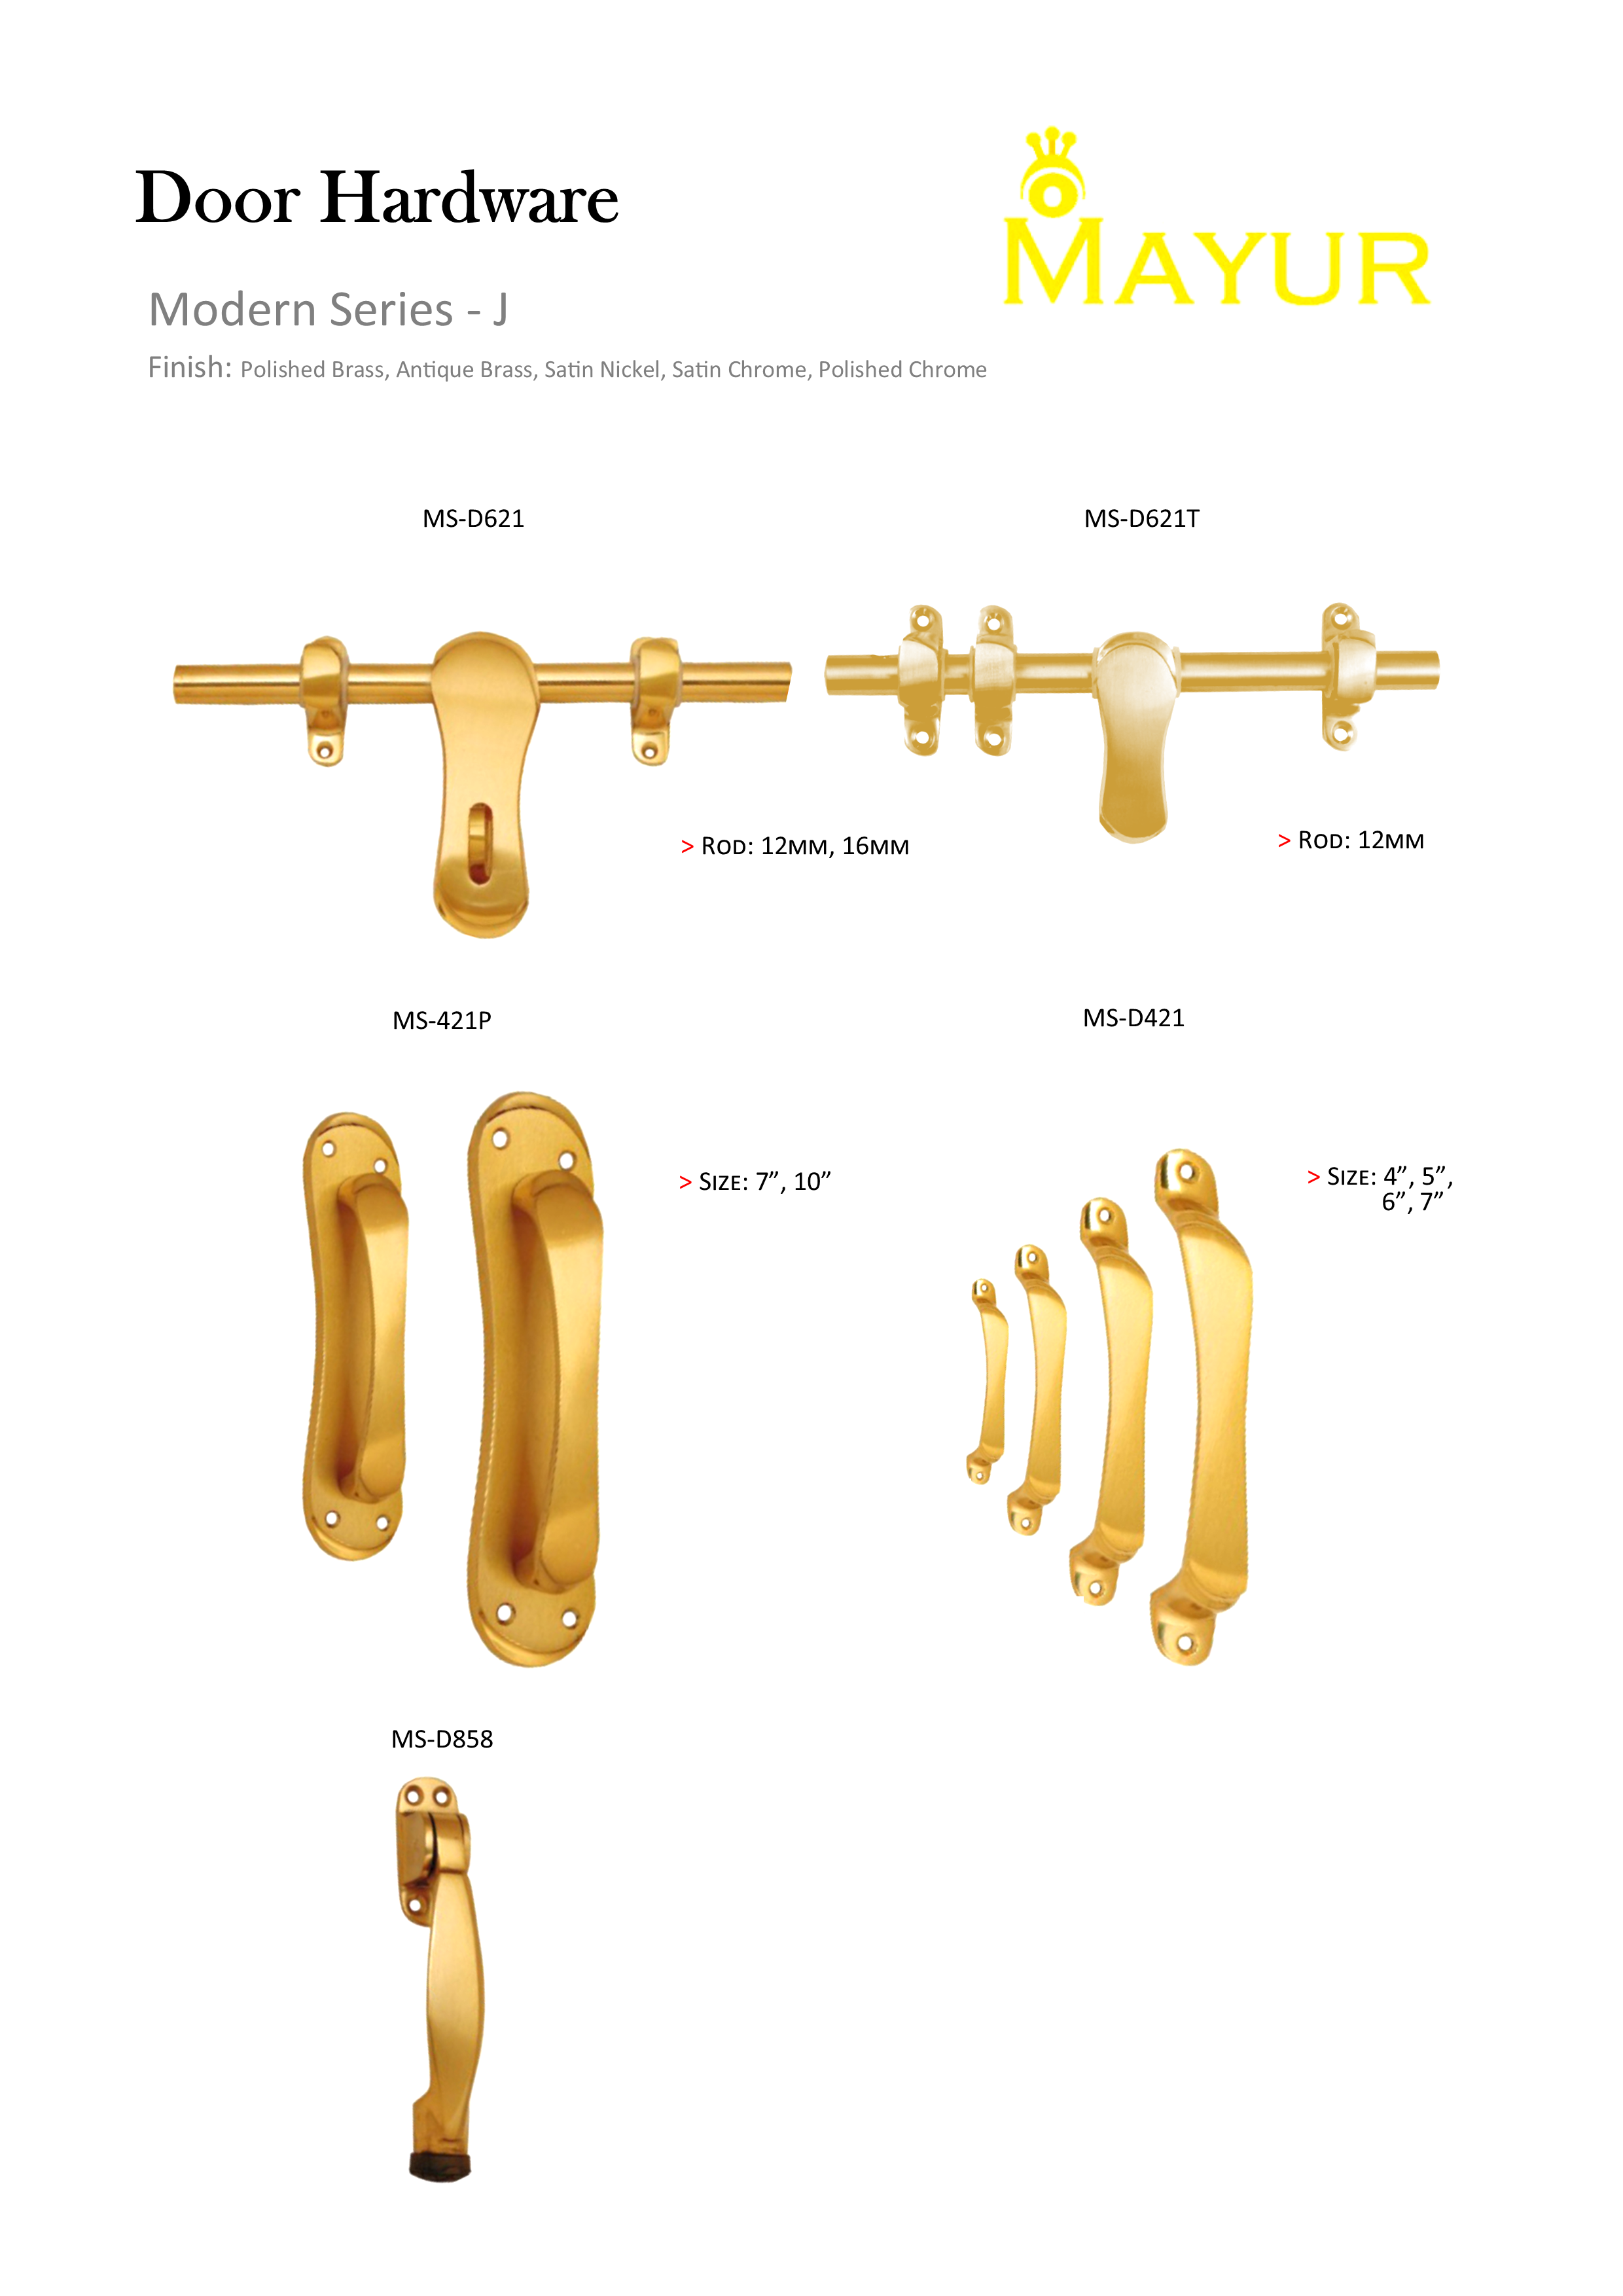 Door Hardware
MAYUR
Modern Series - J
Finish: Polished Brass, Antique Brass, Satin Nickel, Satin Chrome, Polished Chrome
MS-D621
MS-D621T
> Rod: 12mm, 16mm
> Rod: 12mm
MS-421P
MS-D421
> Size: 7”, 10”
> Size: 4”, 5”,
6”, 7”
MS-D858